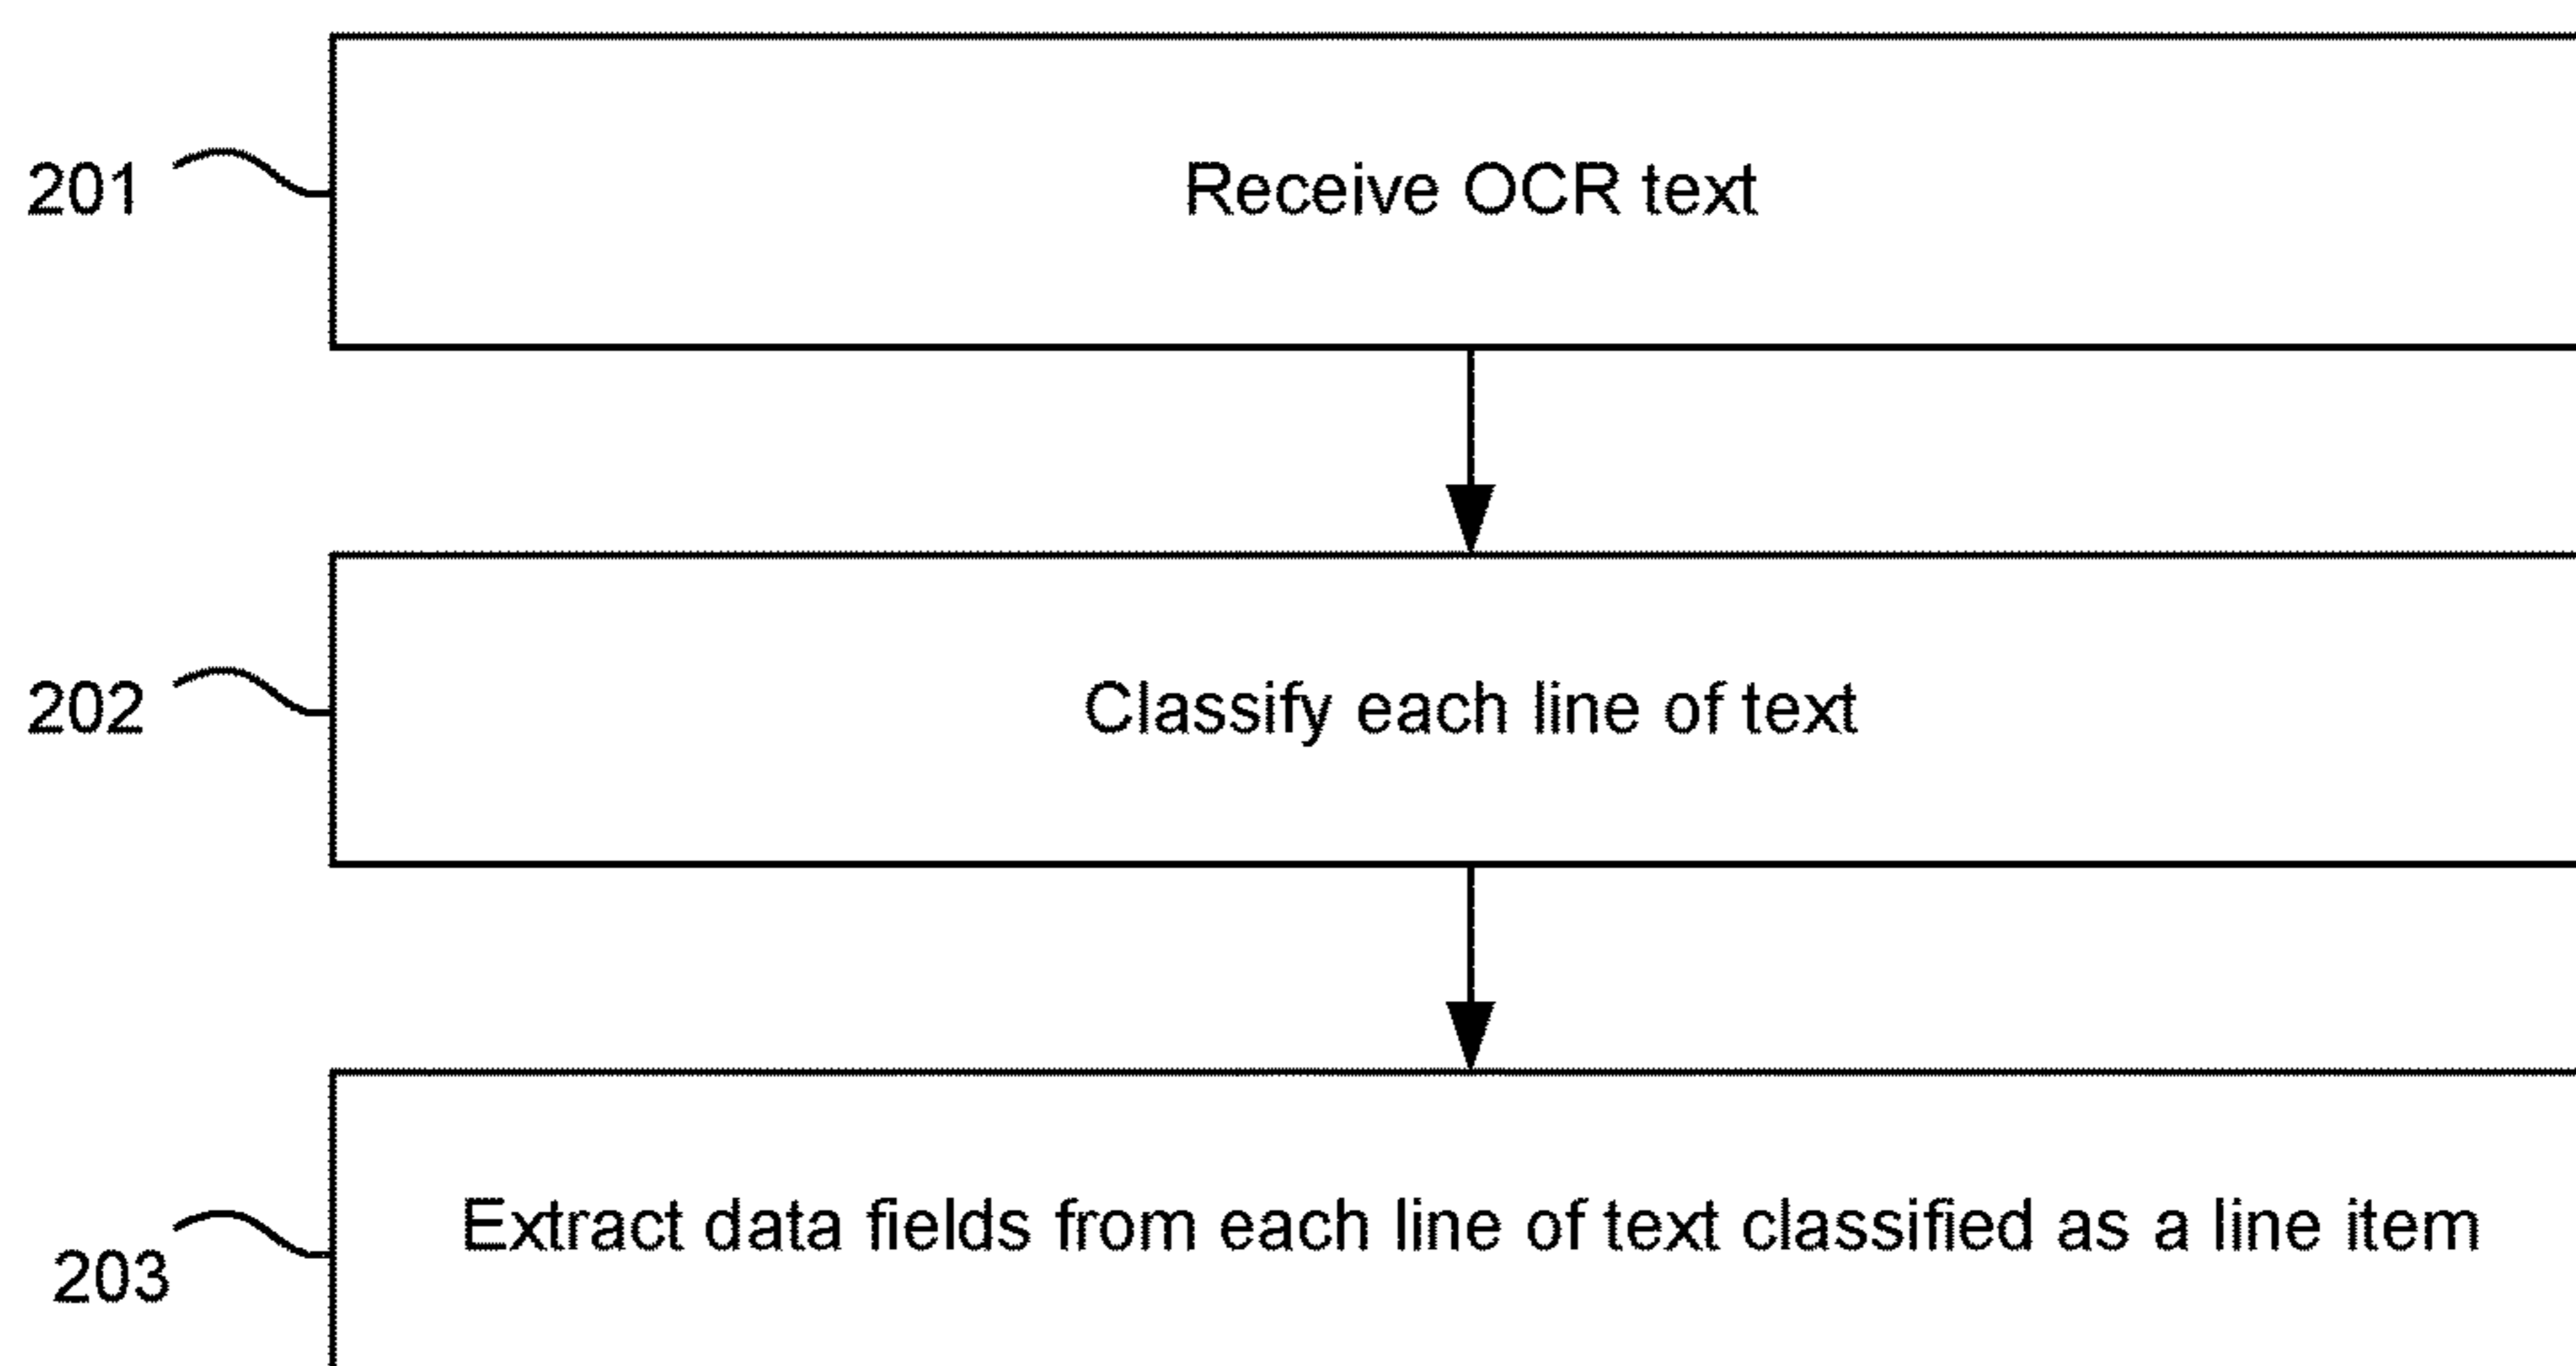 201
Receive OCR text
202
Classify each line of text
203
Extract data fields from each line of text classified as a line item